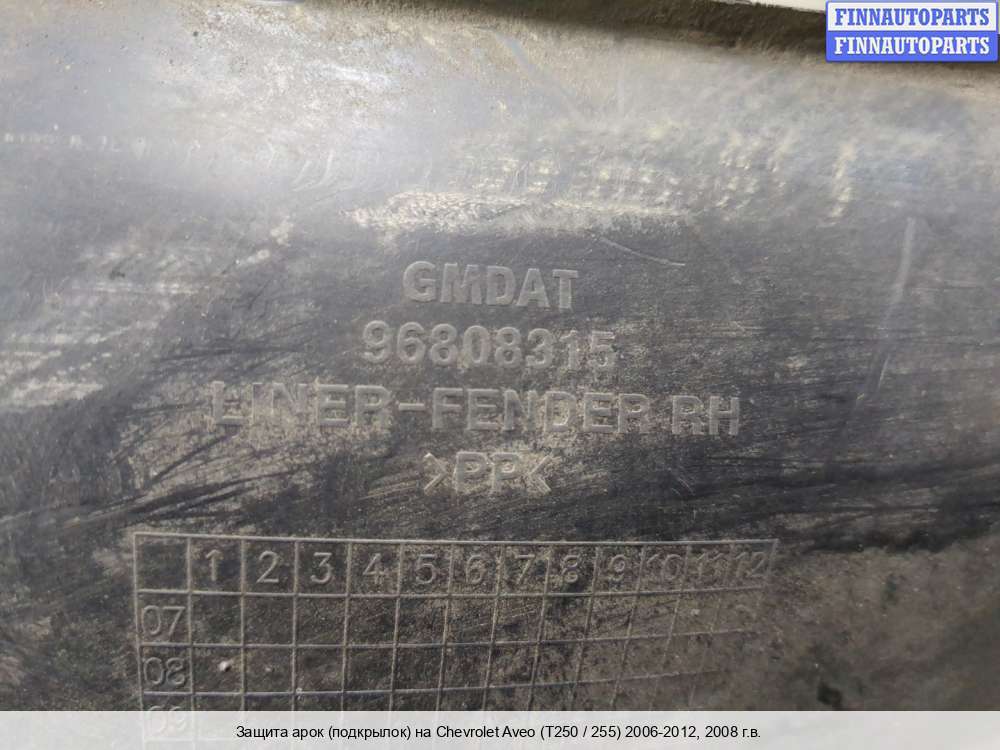 FINNAUTOPARTS
FINNAUTOPARTS
GMDAT
96808315
LINER-FENDER RH
>PP<
1 2 3 4 5 6 7 8 9 10 11 12
07
08
09
Защита арок (подкрылок) на Chevrolet Aveo (T250 / 255) 2006-2012, 2008 г.в.